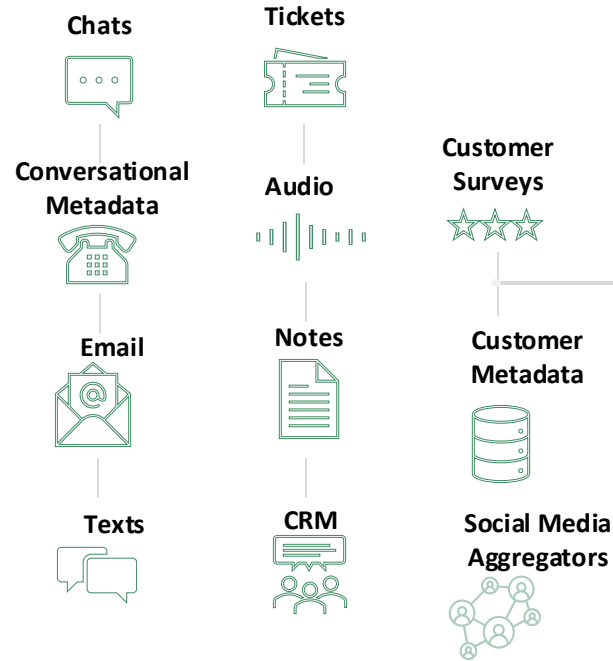 Chats
Conversational
Metadata
Email
@
Texts
Tickets
Audio
Notes
CRM
Customer
Surveys
Customer
Metadata
Social Media
Aggregators